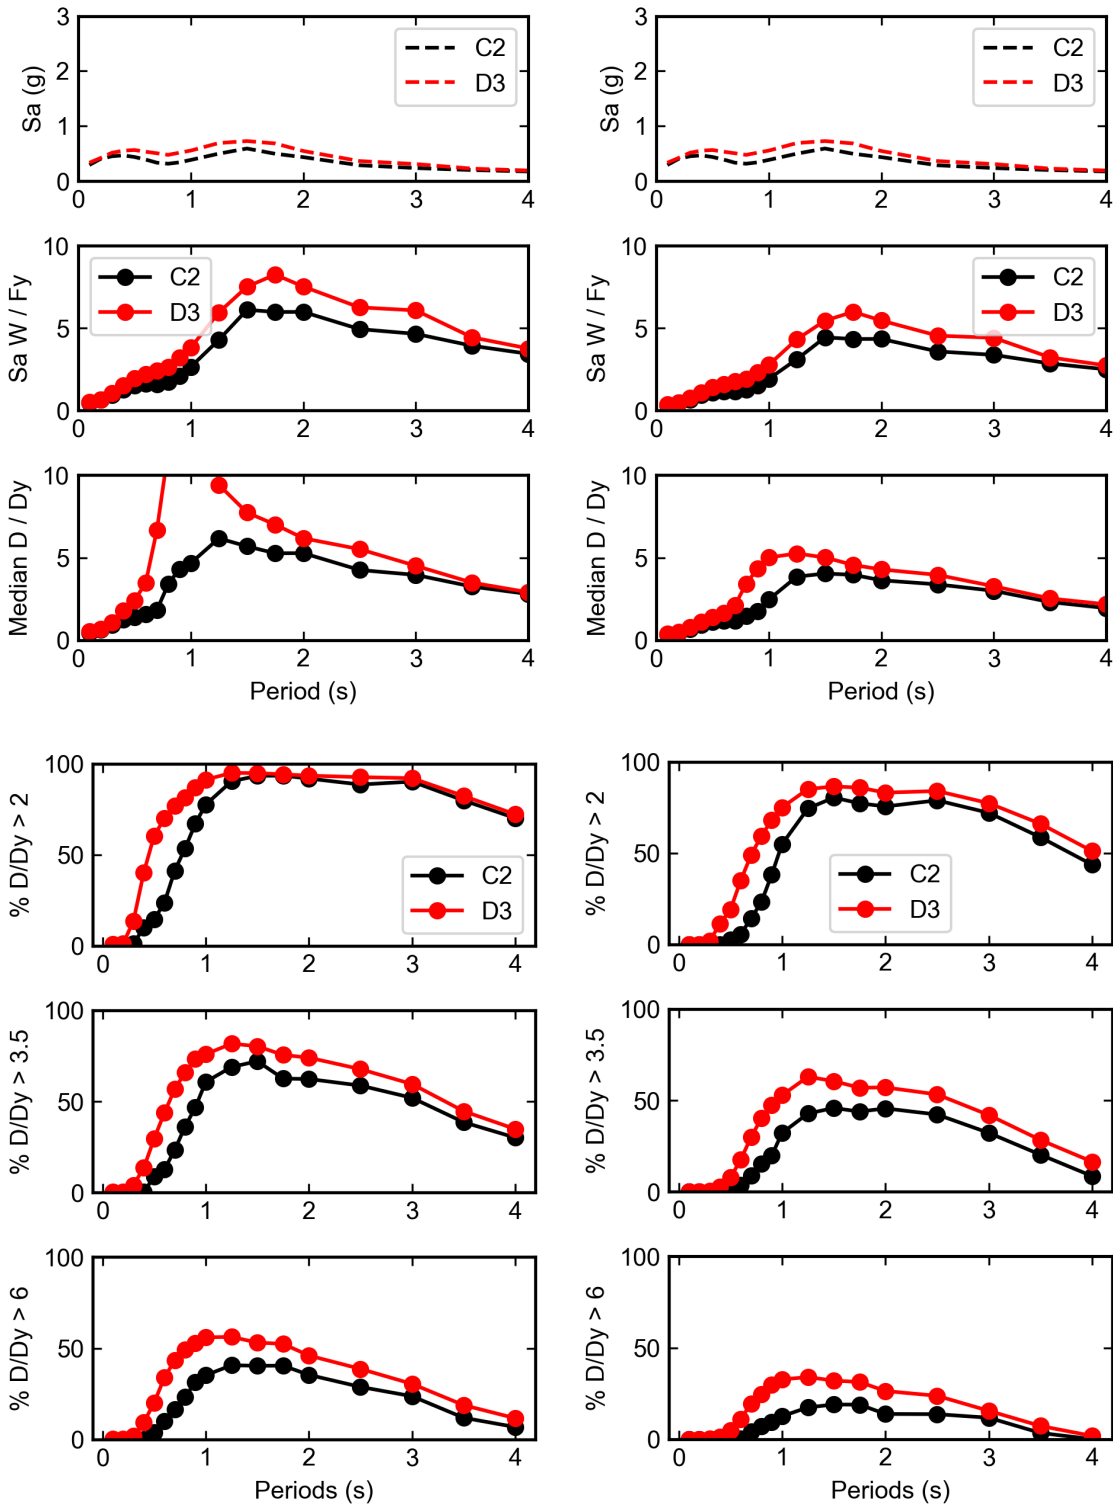 3
2
1
0
Sa (g)
C2
D3
0 1 2 3 4
3
2
1
0
Sa (g)
C2
D3
0 1 2 3 4
10
5
0
Sa W / Fy
C2
D3
0 1 2 3 4
10
5
0
Sa W / Fy
C2
D3
0 1 2 3 4
10
5
0
Median D / Dy
0 1 2 3 4
Period (s)
10
5
0
Median D / Dy
0 1 2 3 4
Period (s)
100
50
0
% D/Dy > 2
C2
D3
0 1 2 3 4
100
50
0
% D/Dy > 2
C2
D3
0 1 2 3 4
100
50
0
% D/Dy > 3.5
0 1 2 3 4
100
50
0
% D/Dy > 3.5
0 1 2 3 4
100
50
0
% D/Dy > 6
0 1 2 3 4
Periods (s)
100
50
0
% D/Dy > 6
0 1 2 3 4
Periods (s)